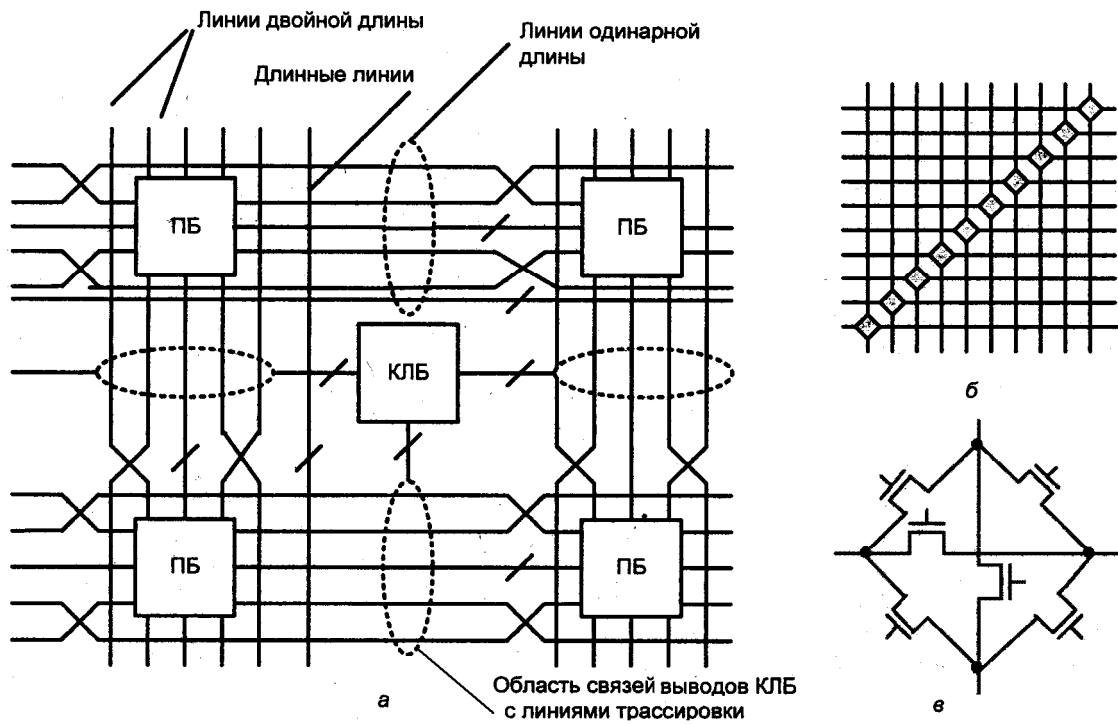 Линии двойной длины
Длинные линии
Линии одинарной
длины
ПБ
ПБ
КЛБ
ПБ
ПБ
Область связей выводов КЛБ
с линиями трассировки
а
б
в